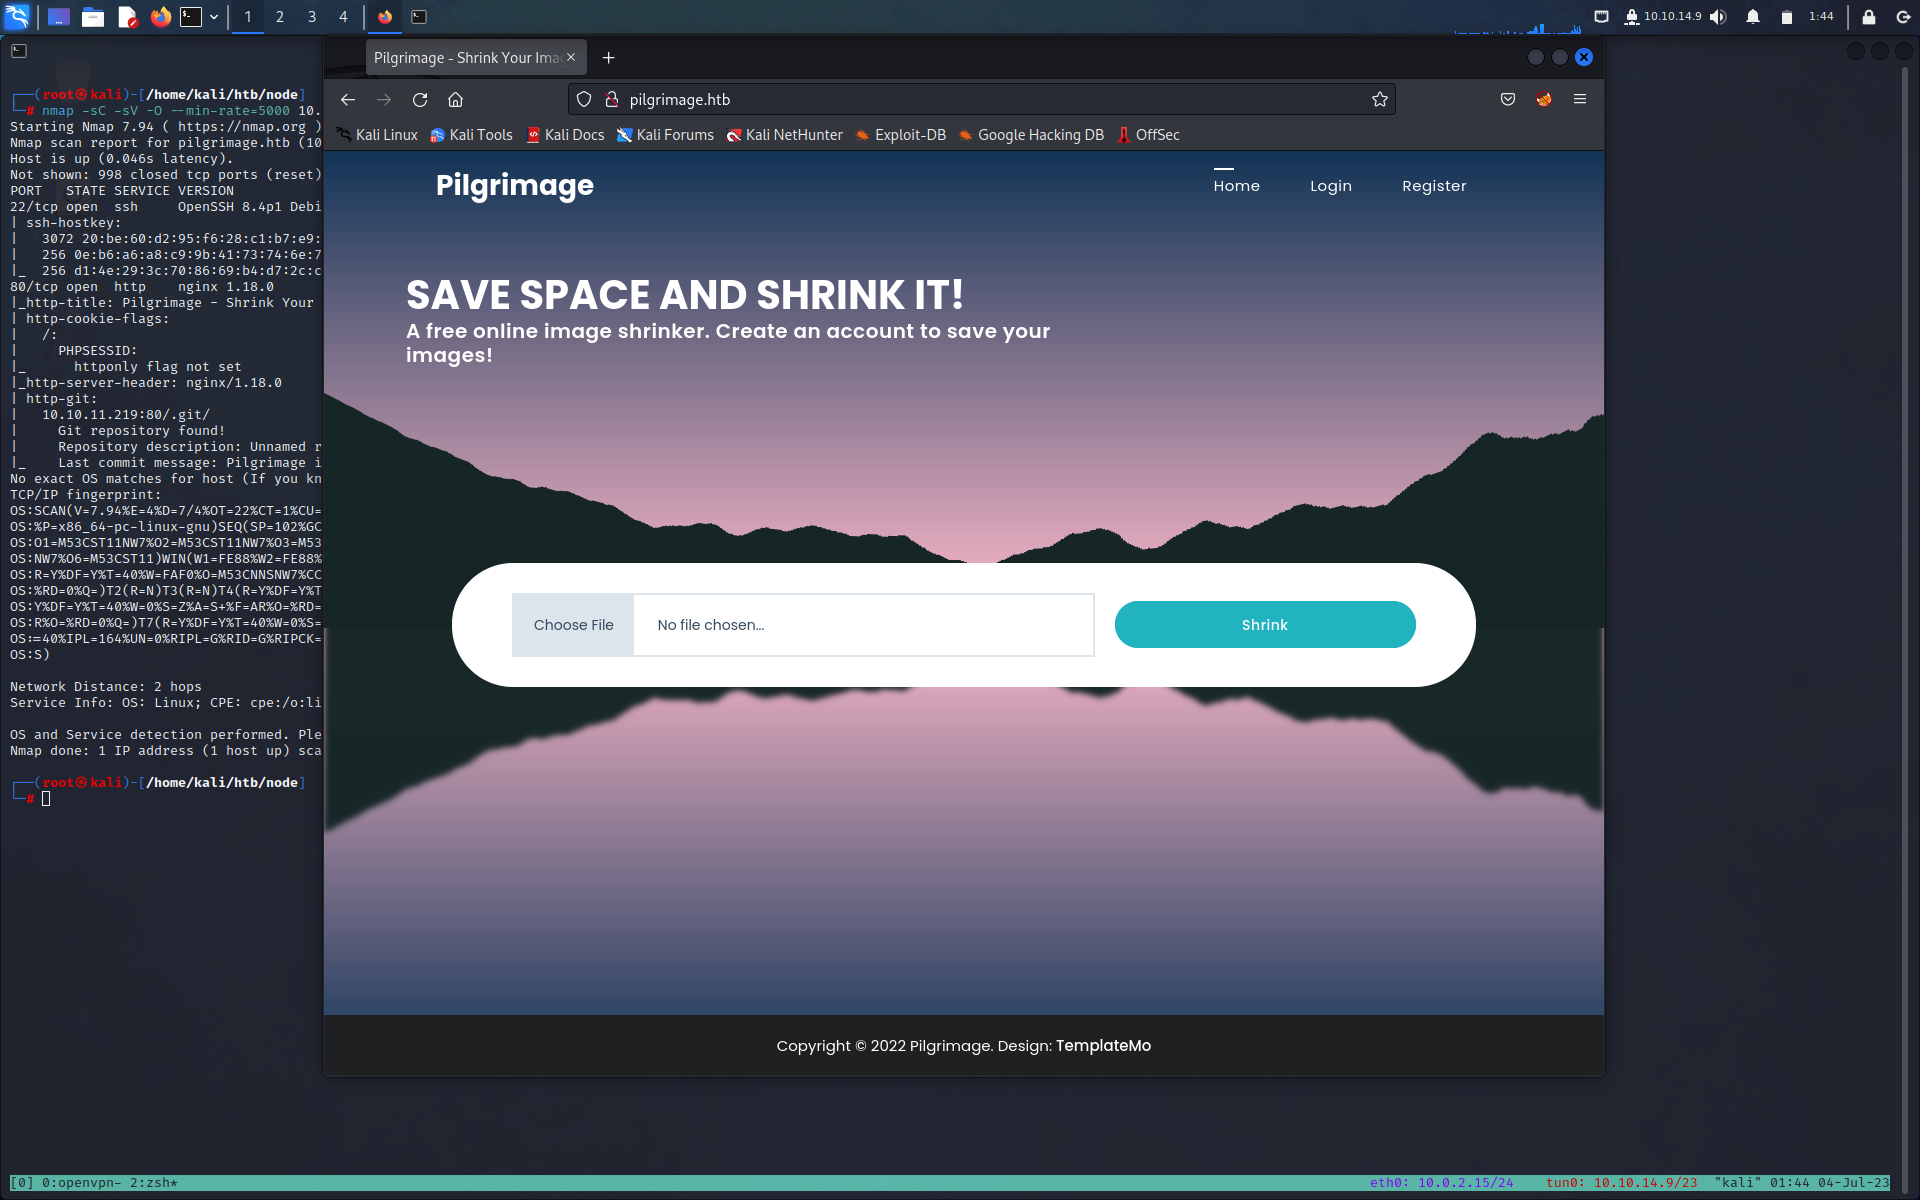 1 2 3 4
10.10.14.9
1:44
┌──(root㉿kali)-[/home/kali/htb/node]
└─# nmap -sC -sV -O --min-rate=5000 10.
Starting Nmap 7.94 ( https://nmap.org )
Nmap scan report for pilgrimage.htb (10
Host is up (0.046s latency).
Not shown: 998 closed tcp ports (reset)
PORT   STATE SERVICE VERSION
22/tcp open  ssh     OpenSSH 8.4p1 Debi
| ssh-hostkey:
|   3072 20:be:60:d2:95:f6:28:c1:b7:e9:
|   256 0e:b6:a6:a8:c9:9b:41:73:74:6e:7
|_  256 d1:4e:29:3c:70:86:69:b4:d7:2c:c
80/tcp open  http    nginx 1.18.0
|_http-title: Pilgrimage - Shrink Your
| http-cookie-flags:
|   /:
|     PHPSESSID:
|_      httponly flag not set
|_http-server-header: nginx/1.18.0
| http-git:
|   10.10.11.219:80/.git/
|     Git repository found!
|     Repository description: Unnamed r
|_    Last commit message: Pilgrimage i
No exact OS matches for host (If you kn
TCP/IP fingerprint:
OS:SCAN(V=7.94%E=4%D=7/4%OT=22%CT=1%CU=
OS:%P=x86_64-pc-linux-gnu)SEQ(SP=102%GC
OS:O1=M53CST11NW7%O2=M53CST11NW7%O3=M53
OS:NW7%O6=M53CST11)WIN(W1=FE88%W2=FE88%
OS:R=Y%DF=Y%T=40%W=FAF0%O=M53CNNSNW7%CC
OS:%RD=0%Q=)T2(R=N)T3(R=N)T4(R=Y%DF=Y%T
OS:Y%DF=Y%T=40%W=0%S=Z%A=S+%F=AR%O=%RD=
OS:R%O=%RD=0%Q=)T7(R=Y%DF=Y%T=40%W=0%S=
OS:=40%IPL=164%UN=0%RIPL=G%RID=G%RIPCK=
OS:S)
Network Distance: 2 hops
Service Info: OS: Linux; CPE: cpe:/o:li
OS and Service detection performed. Ple
Nmap done: 1 IP address (1 host up) sca
┌──(root㉿kali)-[/home/kali/htb/node]
└─#
Pilgrimage - Shrink Your Ima
pilgrimage.htb
Kali Linux Kali Tools Kali Docs Kali Forums Kali NetHunter Exploit-DB Google Hacking DB OffSec
Pilgrimage
Home Login Register
SAVE SPACE AND SHRINK IT!
A free online image shrinker. Create an account to save your
images!
Choose File No file chosen...
Shrink
Copyright © 2022 Pilgrimage. Design: TemplateMo
[0] 0:openvpn- 2:zsh* eth0: 10.0.2.15/24 tun0: 10.10.14.9/23 "kali" 01:44 04-Jul-23